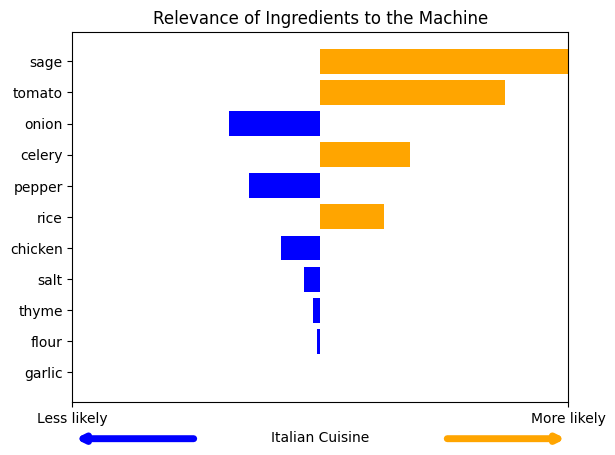 Relevance of Ingredients to the Machine
sage
tomato
onion
celery
pepper
rice
chicken
salt
thyme
flour
garlic
Less likely
More likely
Italian Cuisine